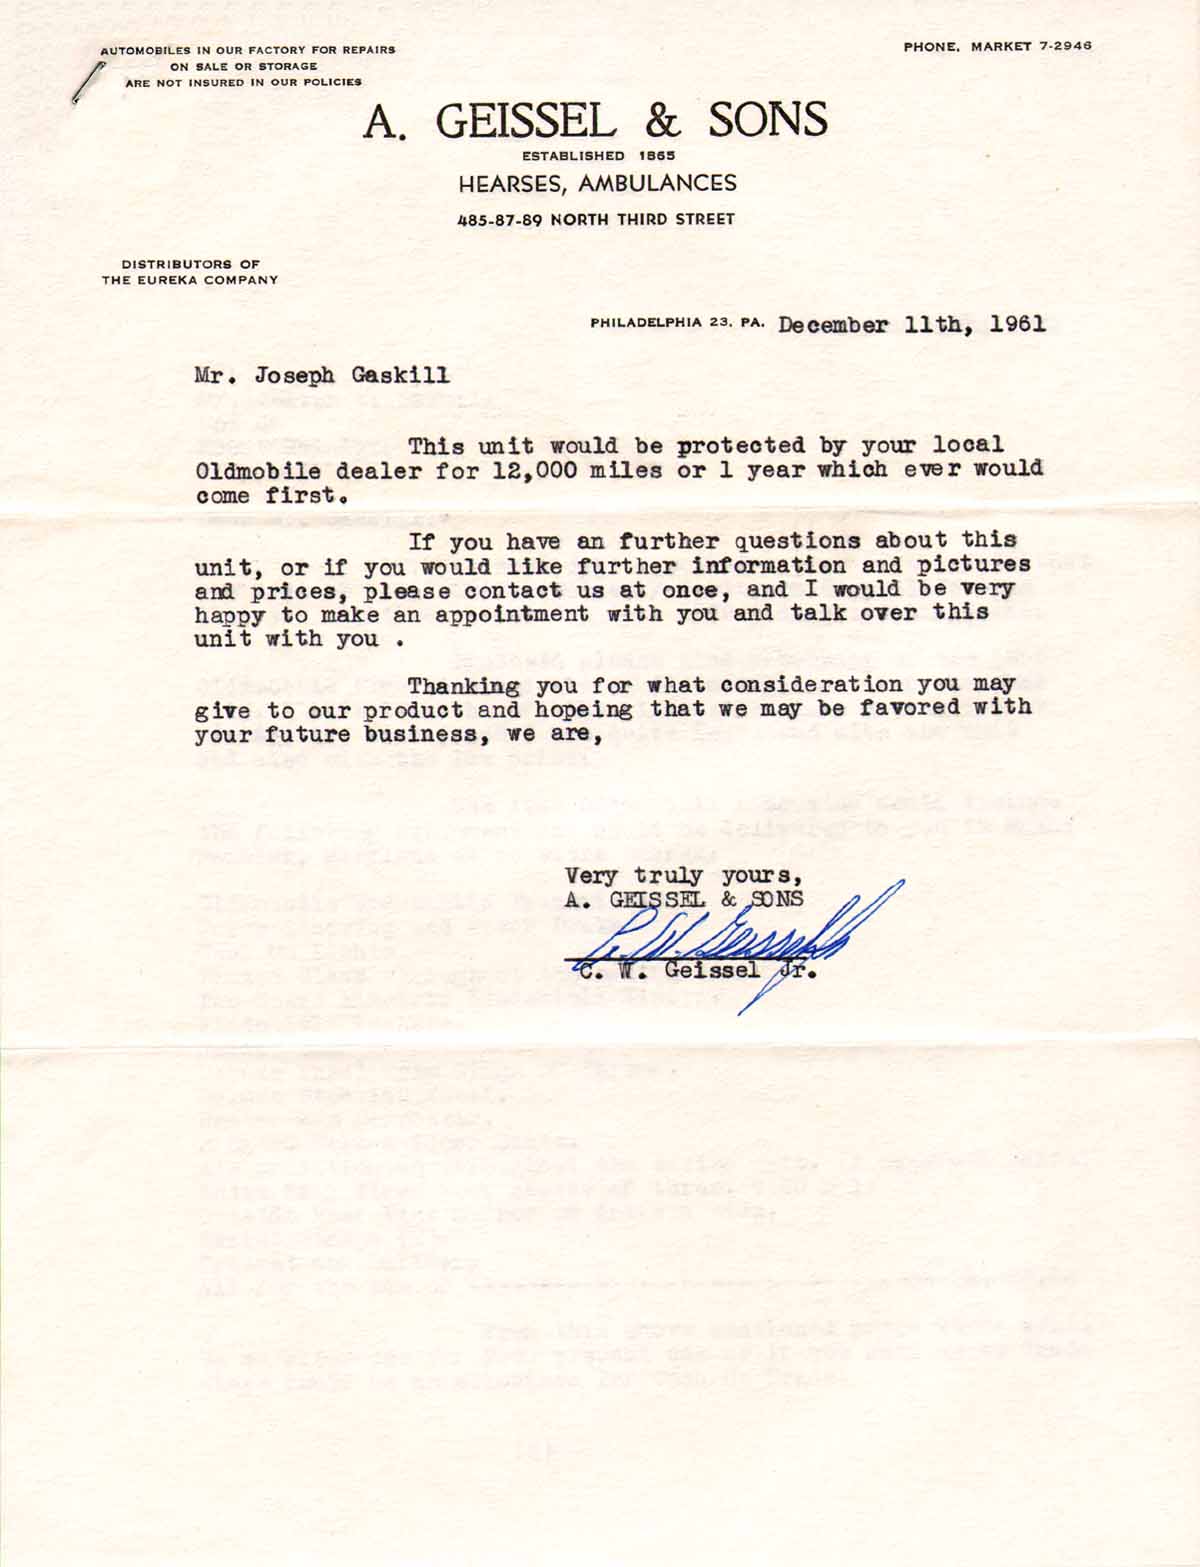 AUTOMOBILES IN OUR FACTORY FOR REPAIRS
ON SALE OR STORAGE
ARE NOT INSURED IN OUR POLICIES
PHONE, MARKET 7-2946
A. GEISSEL & SONS
ESTABLISHED 1865
HEARSES, AMBULANCES
485-87-89 NORTH THIRD STREET
DISTRIBUTORS OF
THE EUREKA COMPANY
PHILADELPHIA 23, PA. December 11th, 1961
Mr. Joseph Gaskill
This unit would be protected by your local
Oldmobile dealer for 12,000 miles or 1 year which ever would
come first.
If you have an further questions about this
unit, or if you would like further information and pictures
and prices, please contact us at once, and I would be very
happy to make an appointment with you and talk over this
unit with you .
Thanking you for what consideration you may
give to our product and hopeing that we may be favored with
your future business, we are,
Very truly yours,
A. GEISSEL & SONS
C. W. Geissel Jr.
C. W. Geissel Jr.